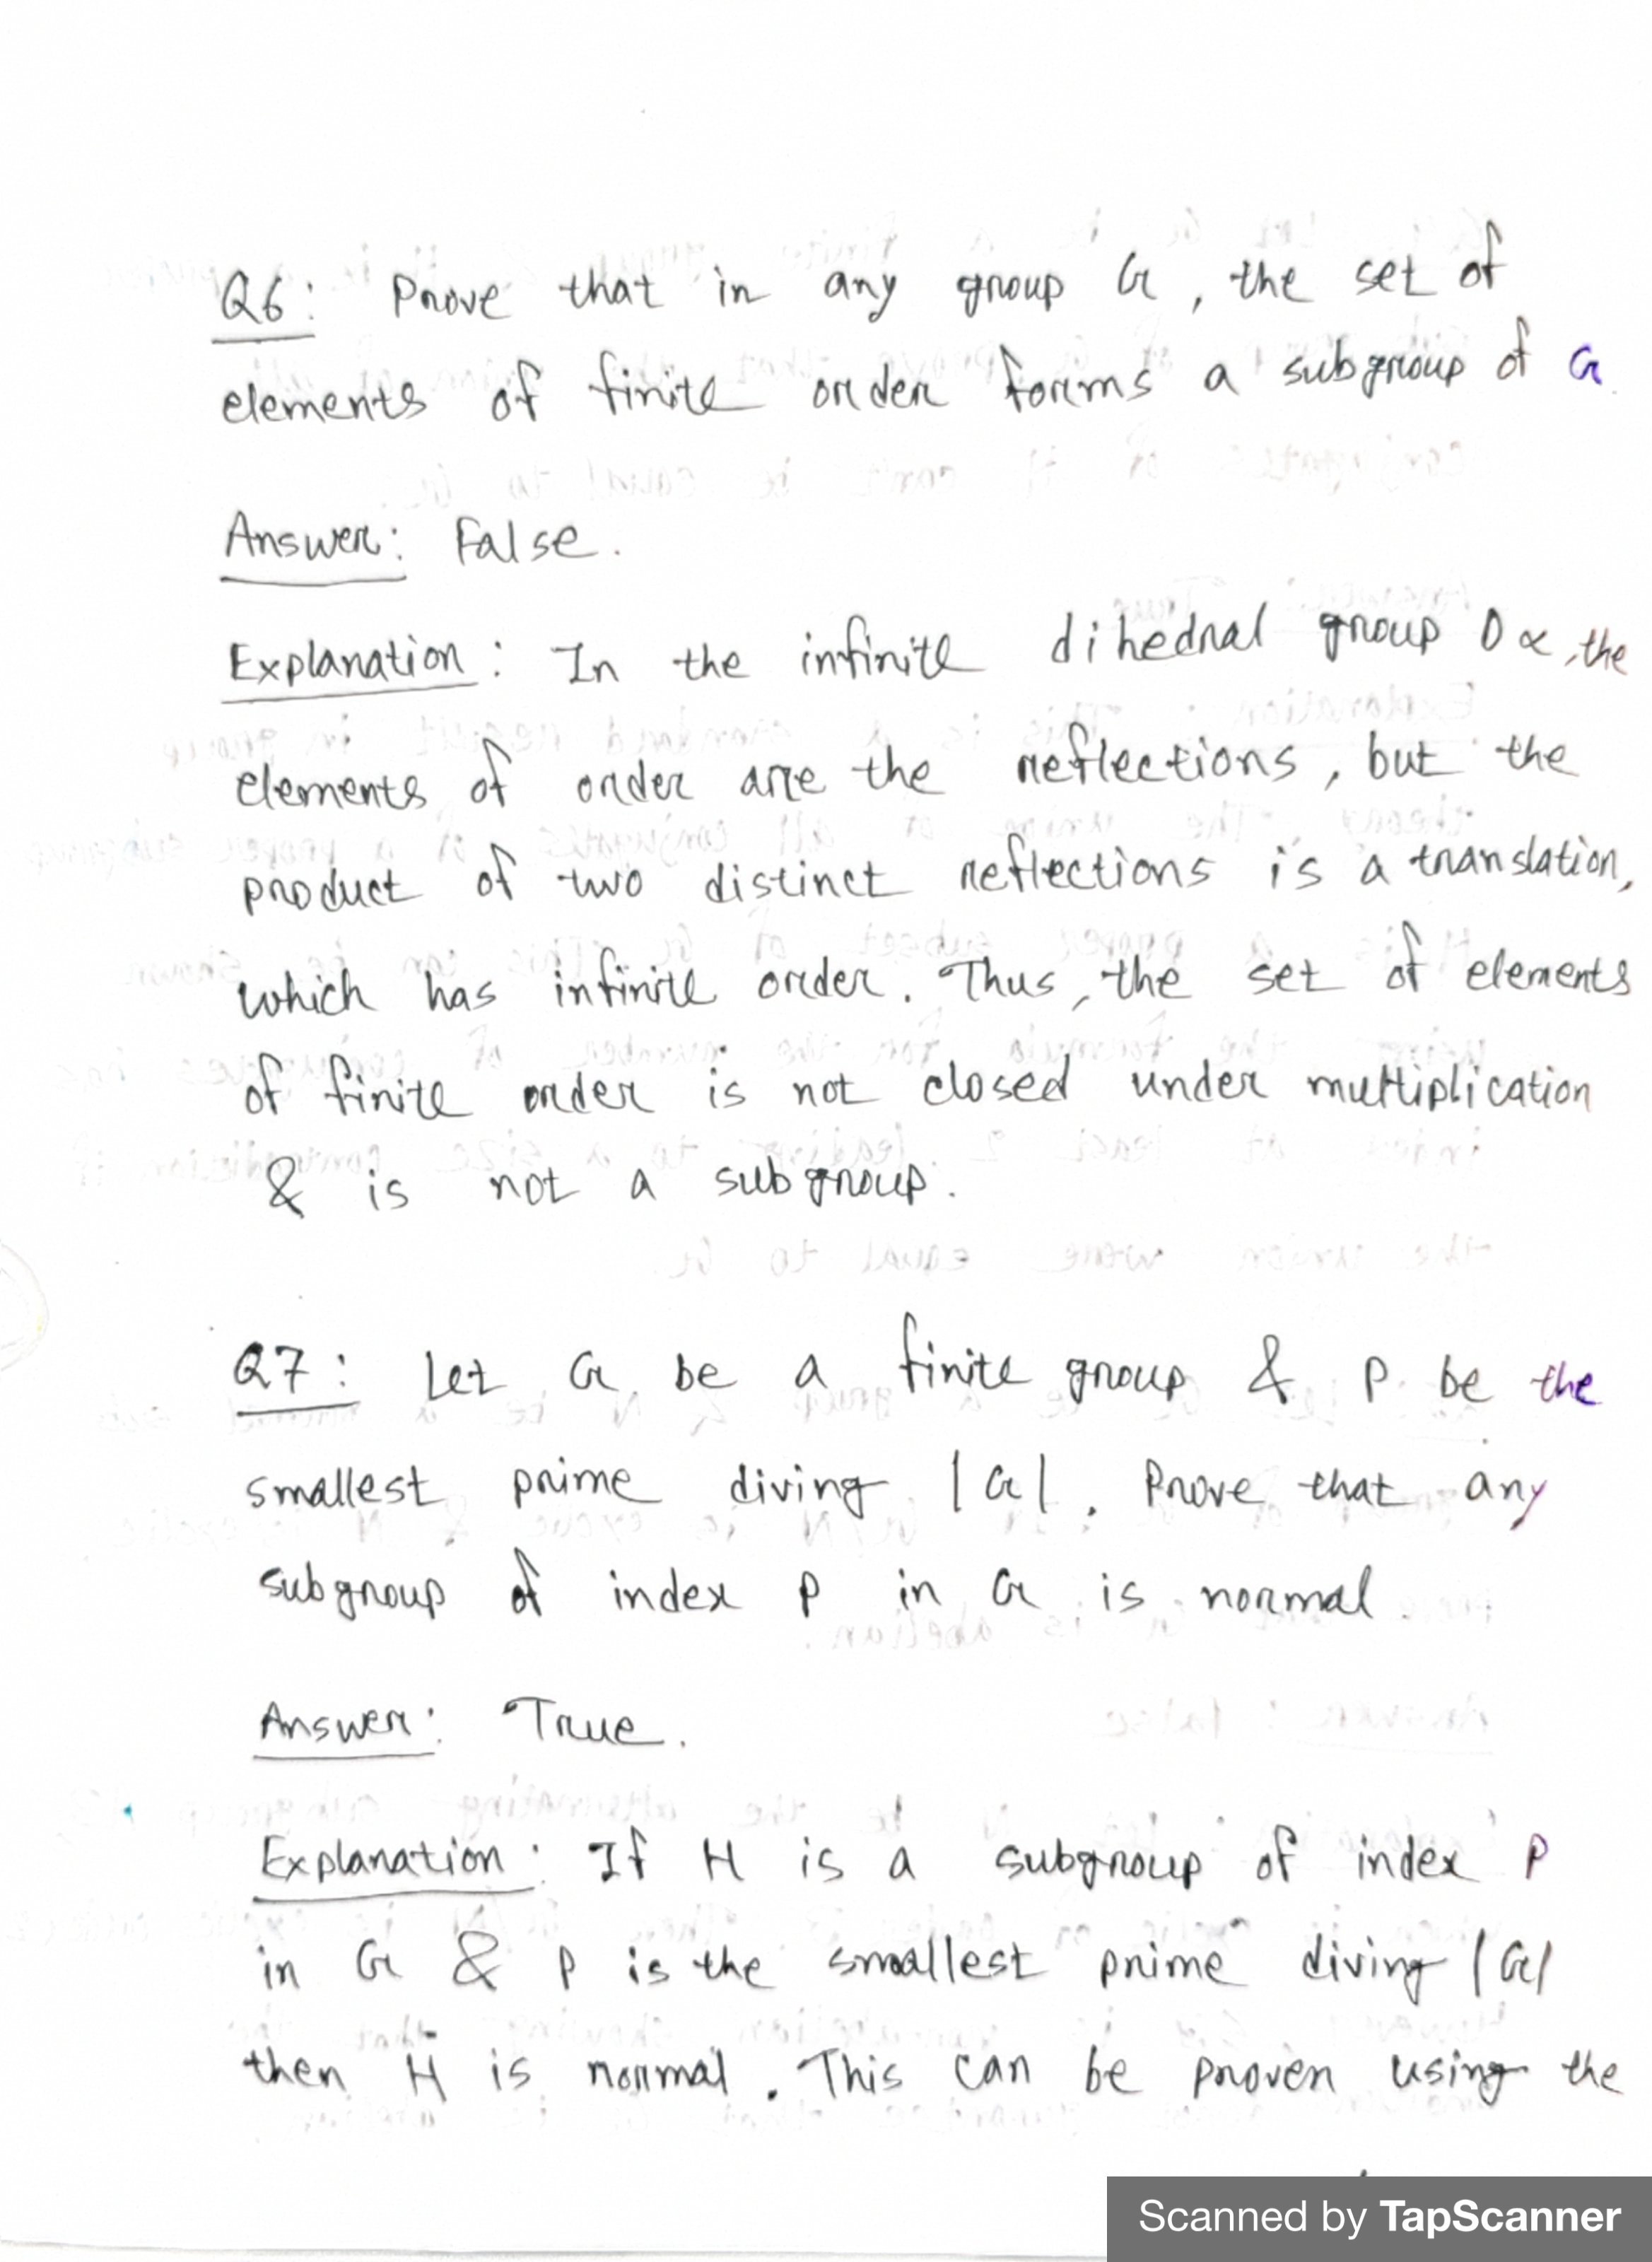 Q6: Prove that in any group G, the set of
elements of finite order forms a subgroup of G.
Answer: False.
Explanation: In the infinite dihedral group D∝, the
elements of order are the reflections, but the
product of two distinct reflections is a translation,
which has infinite order. Thus, the set of elements
of finite order is not closed under multiplication
& is not a subgroup.
Q7: Let G be a finite group & P be the
smallest prime diving |G|. Prove that any
subgroup of index P in G is normal.
Answer: True.
Explanation: If H is a subgroup of index P
in G & P is the smallest prime diving |G|
then H is normal. This can be proven using the
Scanned by TapScanner